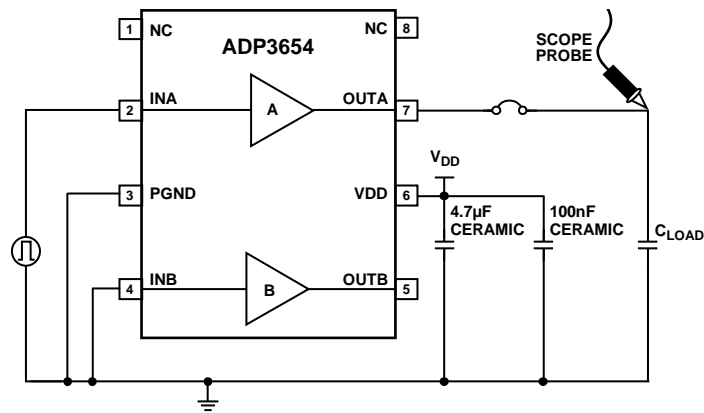 1 NC
ADP3654
NC 8
SCOPE
PROBE
2 INA
A
OUTA 7
VDD
3 PGND
VDD 6
4.7µF
CERAMIC
100nF
CERAMIC
CLOAD
4 INB
B
OUTB 5